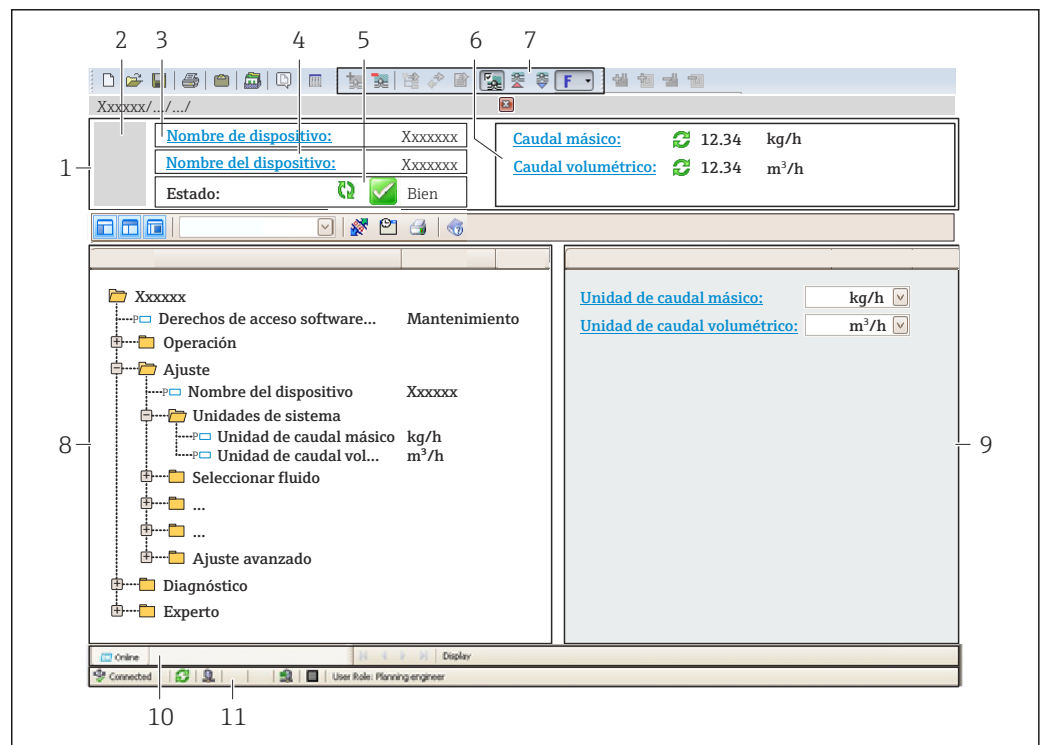 2 3 4 5 6 7
F
Xxxxxx/.../.../
1
Nombre de dispositivo: Xxxxxxx
Nombre del dispositivo: Xxxxxxx
Estado: Bien
Caudal másico: 12.34 kg/h
Caudal volumétrico: 12.34 m³/h
Xxxxxx
P Derechos de acceso software... Mantenimiento
Operación
Ajuste
P Nombre del dispositivo Xxxxxx
Unidades de sistema
P Unidad de caudal másico kg/h
P Unidad de caudal vol... m³/h
Seleccionar fluido
...
...
Ajuste avanzado
Diagnóstico
Experto
8
Unidad de caudal másico: kg/h
Unidad de caudal volumétrico: m³/h
9
Online Display
Connected User Role: Planning engineer
10 11